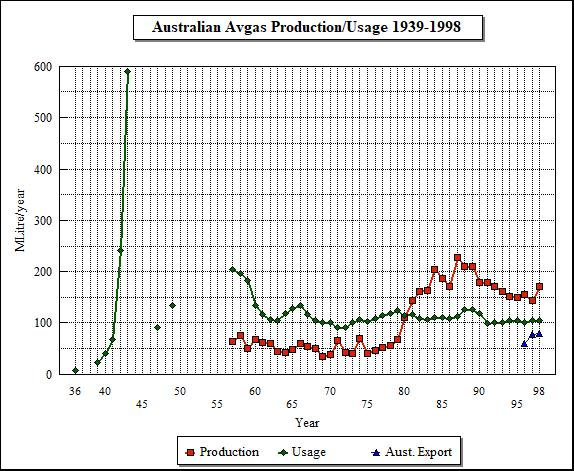 Australian Avgas Production/Usage 1939-1998
MLitre/year
600
500
400
300
200
100
0
36 40 50 60 70 80 90 98
45 55 65 75 85 95
Year
Production Usage Aust. Export